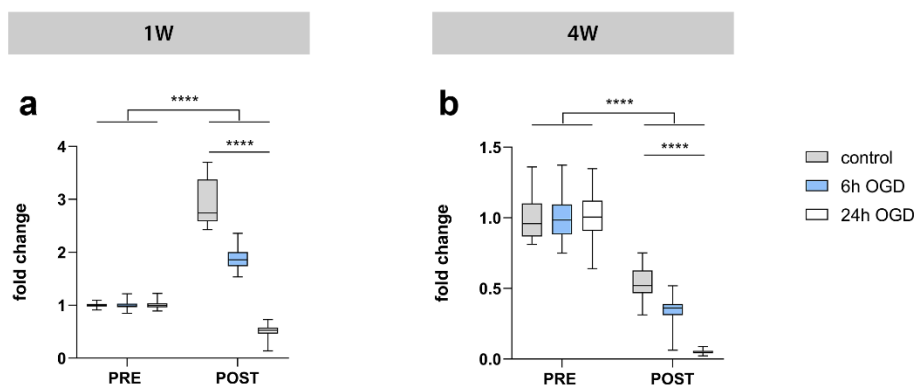 1W
4W
a
b
****
****
****
****
fold change
4
3
2
1
0
PRE
POST
fold change
1.5
1.0
0.5
0.0
PRE
POST
control
6h OGD
24h OGD